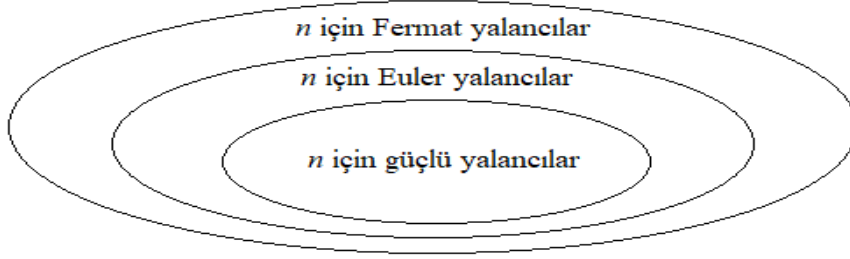 n için Fermat yalancılar
n için Euler yalancılar
n için güçlü yalancılar